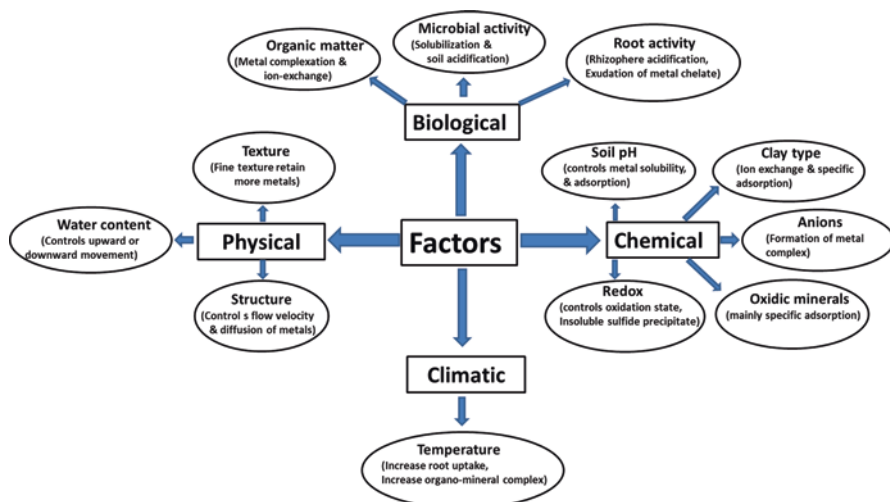 Organic matter
(Metal complexation &
ion-exchange)
Microbial activity
(Solubilization &
soil acidification)
Root activity
(Rhizophere acidification,
Exudation of metal chelate)
Biological
Texture
(Fine texture retain
more metals)
Soil pH
(controls metal solubility,
& adsorption)
Clay type
(Ion exchange & specific
adsorption)
Water content
(Controls upward or
downward movement)
Physical
Factors
Chemical
Anions
(Formation of metal
complex)
Structure
(Control s flow velocity
& diffusion of metals)
Redox
(controls oxidation state,
Insoluble sulfide precipitate)
Oxidic minerals
(mainly specific adsorption)
Climatic
Temperature
(Increase root uptake,
Increase organo-mineral complex)